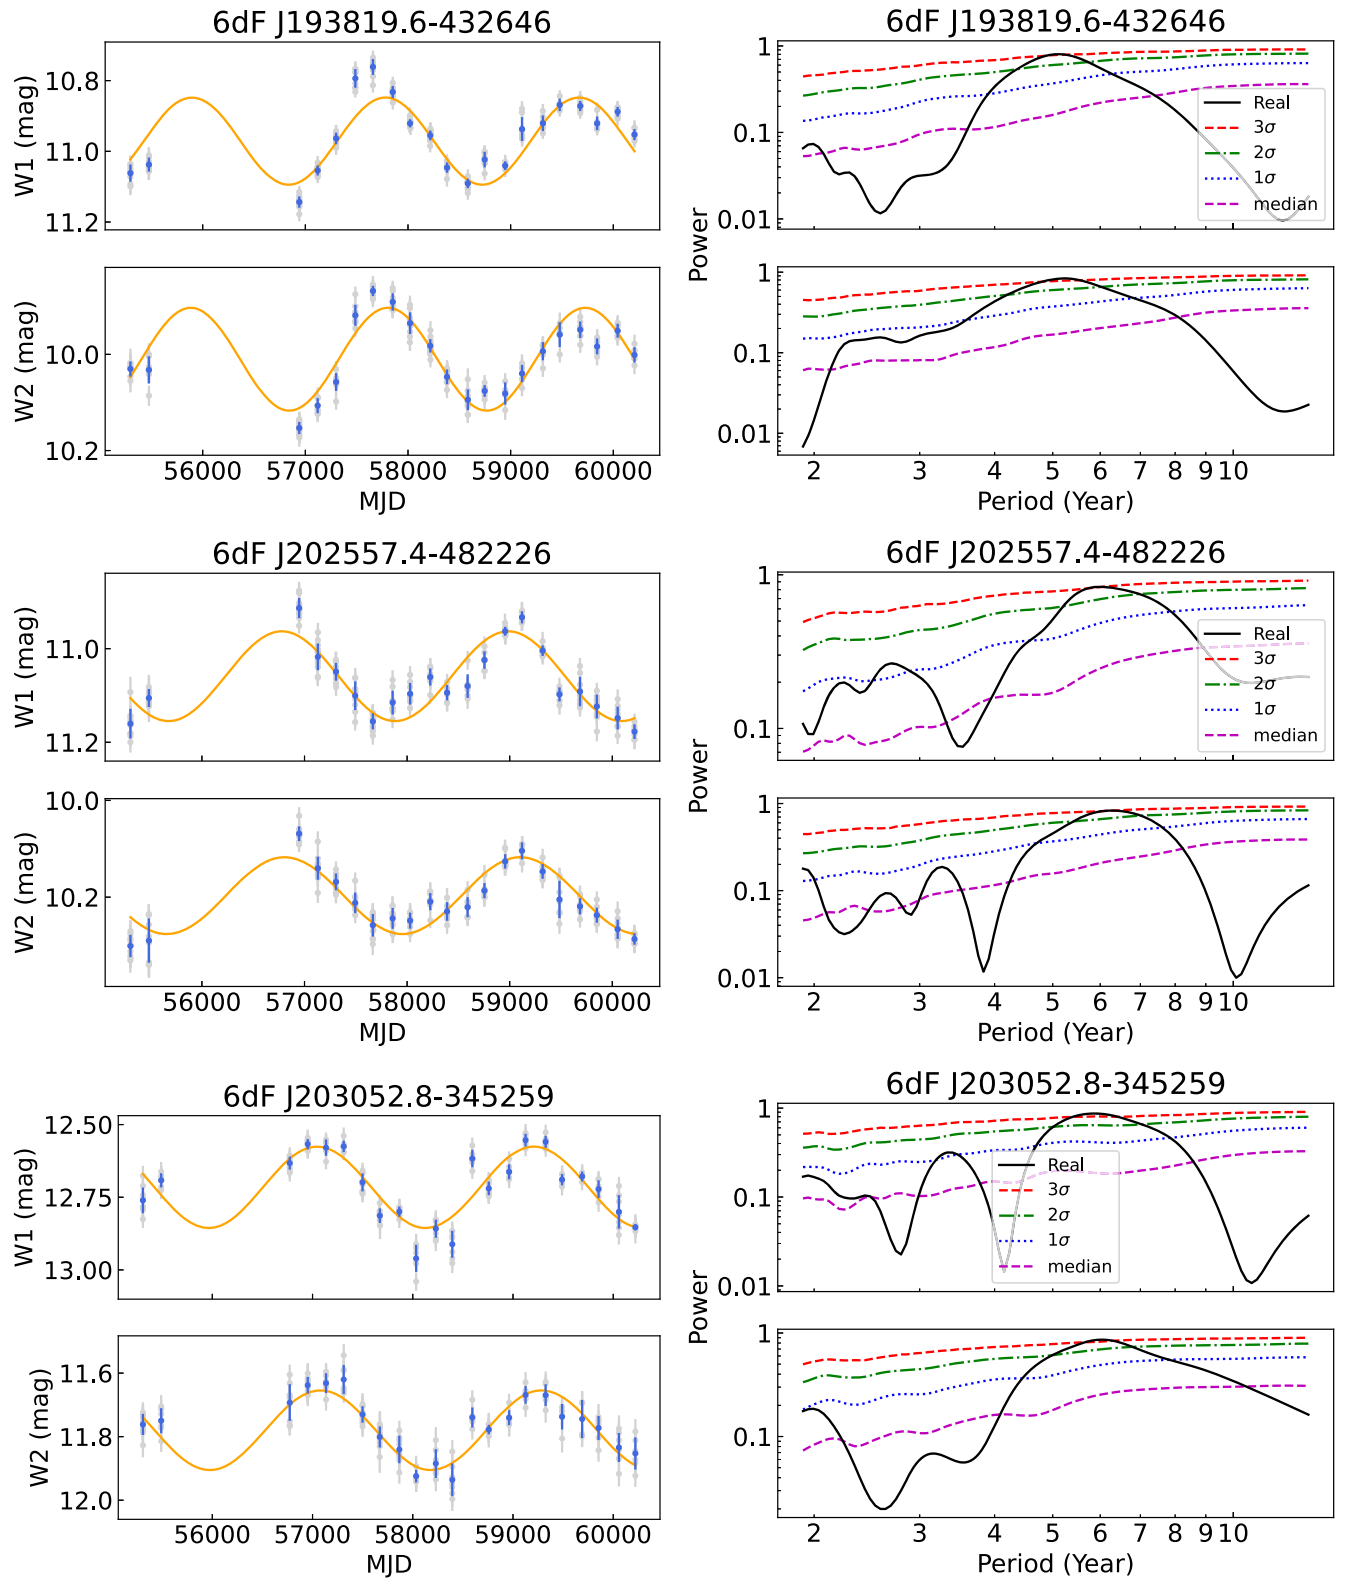 6dF J193819.6-432646
6dF J193819.6-432646
10.8
11.0
11.2
W1 (mag)
1
0.1
0.01
Real
3σ
2σ
1σ
median
Power
10.0
10.2
W2 (mag)
56000 57000 58000 59000 60000
MJD
1
0.1
0.01
2 3 4 5 6 7 8 9 10
Period (Year)
6dF J202557.4-482226
6dF J202557.4-482226
11.0
11.2
W1 (mag)
1
0.1
Real
3σ
2σ
1σ
median
Power
10.0
10.2
W2 (mag)
56000 57000 58000 59000 60000
MJD
1
0.1
0.01
2 3 4 5 6 7 8 9 10
Period (Year)
6dF J203052.8-345259
6dF J203052.8-345259
12.50
12.75
13.00
W1 (mag)
1
0.1
0.01
Real
3σ
2σ
1σ
median
Power
11.6
11.8
12.0
W2 (mag)
56000 57000 58000 59000 60000
MJD
1
0.1
2 3 4 5 6 7 8 9 10
Period (Year)